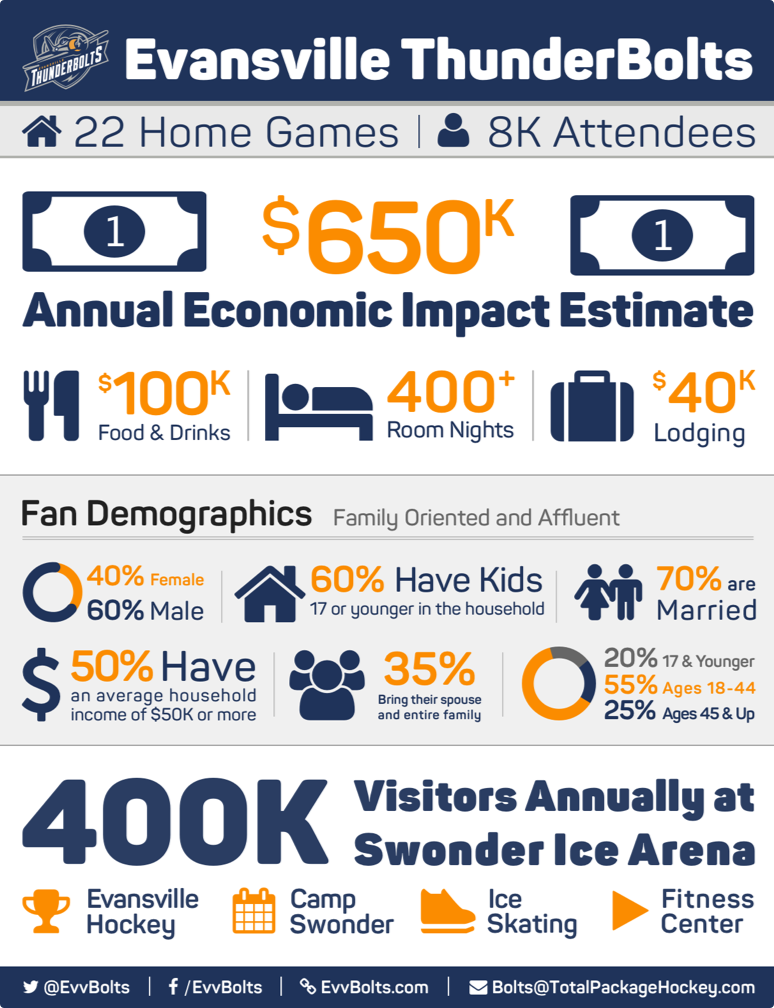 THUNDERBOLTS
Evansville ThunderBolts
22 Home Games | 8K Attendees
1
$650K
1
Annual Economic Impact Estimate
$100K
Food & Drinks
400+
Room Nights
$40K
Lodging
Fan Demographics Family Oriented and Affluent
40% Female
60% Male
60% Have Kids
17 or younger in the household
70% are
Married
50% Have
an average household
income of $50K or more
35%
Bring their spouse
and entire family
20% 17 & Younger
55% Ages 18-44
25% Ages 45 & Up
400K
Visitors Annually at
Swonder Ice Arena
Evansville
Hockey
Camp
Swonder
Ice
Skating
Fitness
Center
@EvvBolts | /EvvBolts | EvvBolts.com | Bolts@TotalPackageHockey.com